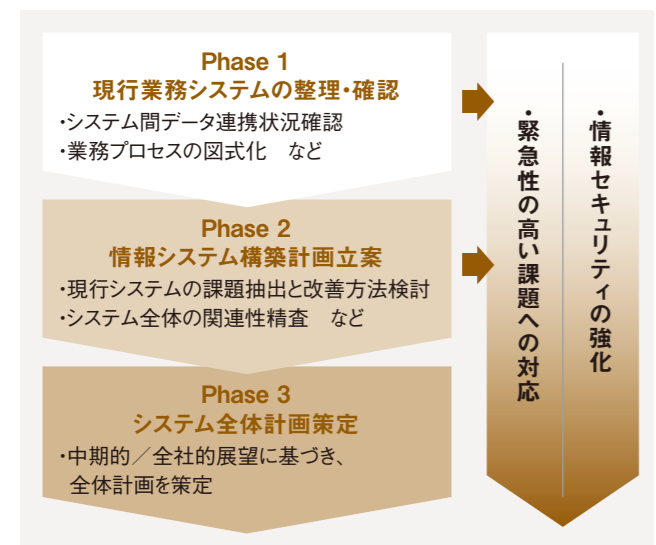 Phase 1
現行業務システムの整理・確認
・システム間データ連携状況確認
・業務プロセスの図式化　など
Phase 2
情報システム構築計画立案
・現行システムの課題抽出と改善方法検討
・システム全体の関連性精査　など
Phase 3
システム全体計画策定
・中期的／全社的展望に基づき、
全体計画を策定
・情報セキュリティの強化
・緊急性の高い課題への対応